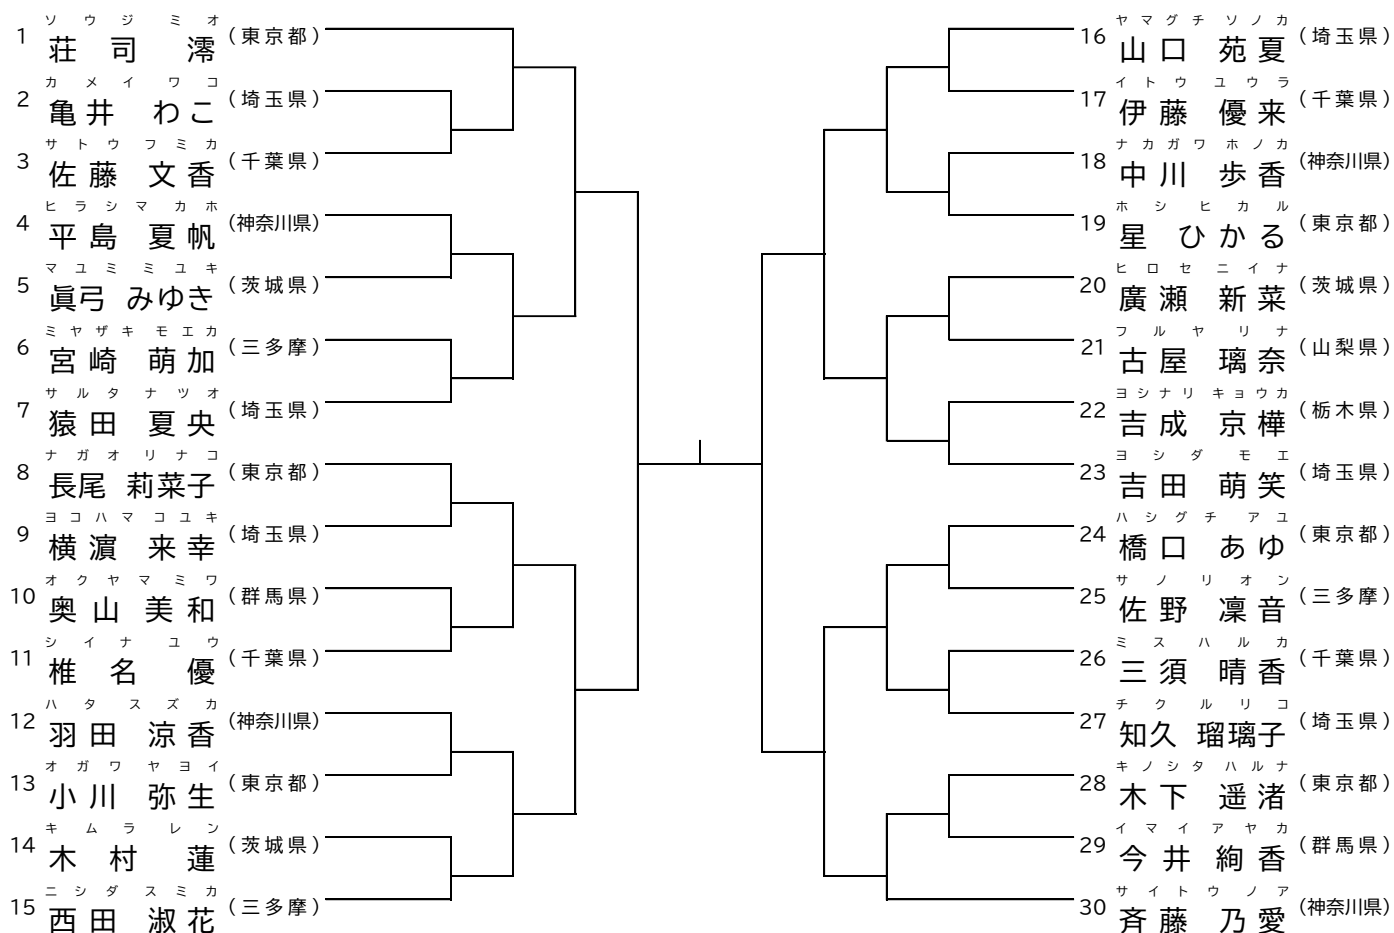 ソウジ ミオ
1 荘司 澪 (東京都)
カメイ ワコ
2 亀井 わこ (埼玉県)
サトウ フミカ
3 佐藤 文香 (千葉県)
ヒラシマ カホ
4 平島 夏帆 (神奈川県)
マユミ ミユキ
5 眞弓 みゆき (茨城県)
ミヤザキ モエカ
6 宮崎 萌加 (三多摩)
サルタ ナツオ
7 猿田 夏央 (埼玉県)
ナガオ リナコ
8 長尾 莉菜子 (東京都)
ヨコハマ コユキ
9 横濵 来幸 (埼玉県)
オクヤマ ミワ
10 奥山 美和 (群馬県)
シイナ ユウ
11 椎名 優 (千葉県)
ハタ スズカ
12 羽田 涼香 (神奈川県)
オガワ ヤヨイ
13 小川 弥生 (東京都)
キムラ レン
14 木村 蓮 (茨城県)
ニシダ スミカ
15 西田 淑花 (三多摩)
ヤマグチ ソノカ
16 山口 苑夏 (埼玉県)
イトウ ユウラ
17 伊藤 優来 (千葉県)
ナカガワ ホノカ
18 中川 歩香 (神奈川県)
ホシ ヒカル
19 星 ひかる (東京都)
ヒロセ ニイナ
20 廣瀬 新菜 (茨城県)
フルヤ リナ
21 古屋 璃奈 (山梨県)
ヨシナリ キョウカ
22 吉成 京樺 (栃木県)
ヨシダ モエ
23 吉田 萌笑 (埼玉県)
ハシグチ アユ
24 橋口 あゆ (東京都)
サノ リオン
25 佐野 凜音 (三多摩)
ミス ハルカ
26 三須 晴香 (千葉県)
チク ルリコ
27 知久 瑠璃子 (埼玉県)
キノシタ ハルナ
28 木下 遥渚 (東京都)
イマイ アヤカ
29 今井 絢香 (群馬県)
サイトウ ノア
30 斉藤 乃愛 (神奈川県)